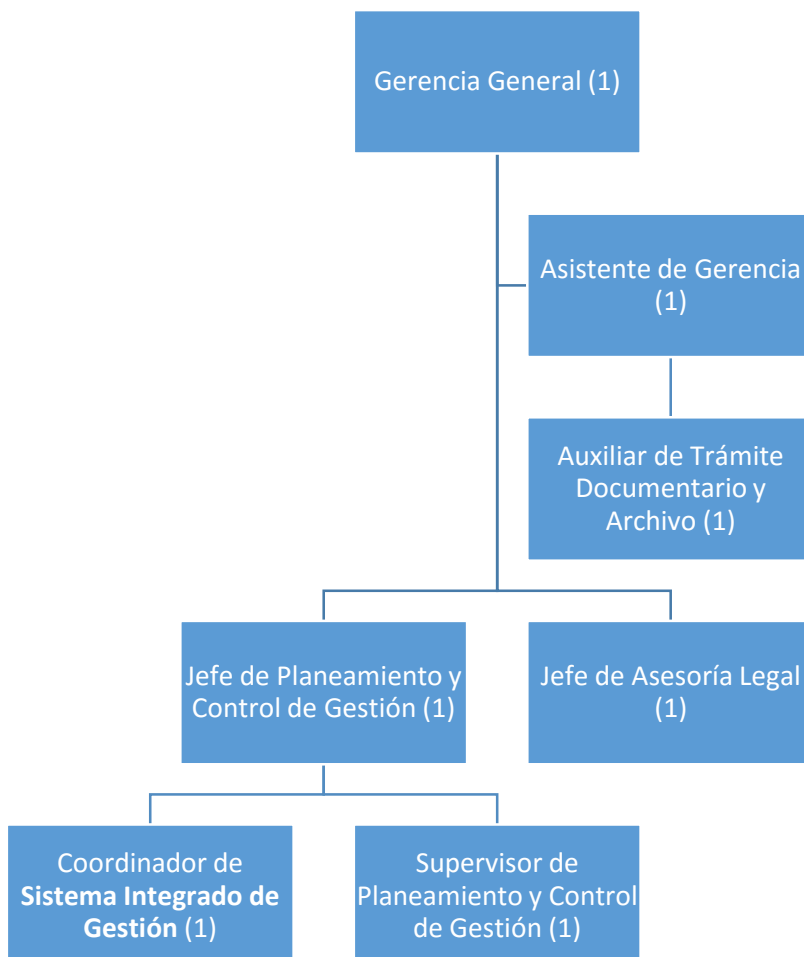 Gerencia General (1)
Asistente de Gerencia
(1)
Auxiliar de Trámite
Documentario y
Archivo (1)
Jefe de Planeamiento y
Control de Gestión (1)
Jefe de Asesoría Legal
(1)
Coordinador de
Sistema Integrado de
Gestión (1)
Supervisor de
Planeamiento y Control
de Gestión (1)